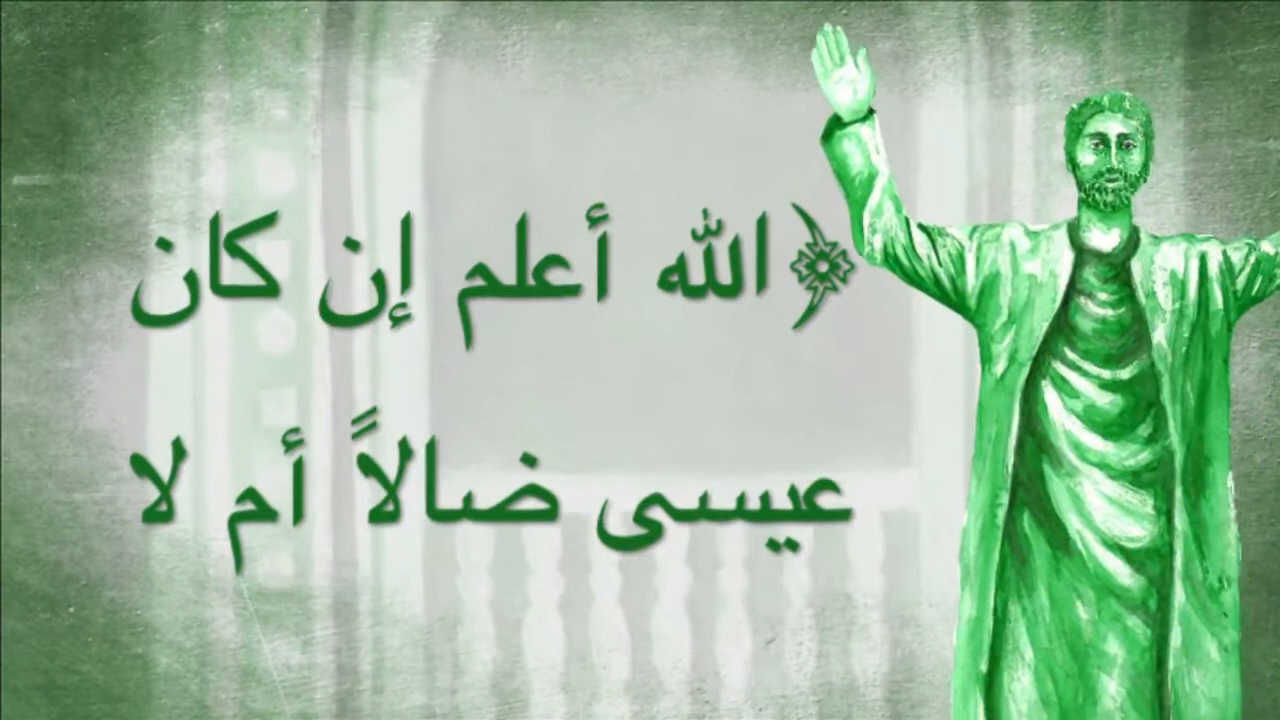 ﴿الله أعلم إن كان
عيسى ضالاً أم لا